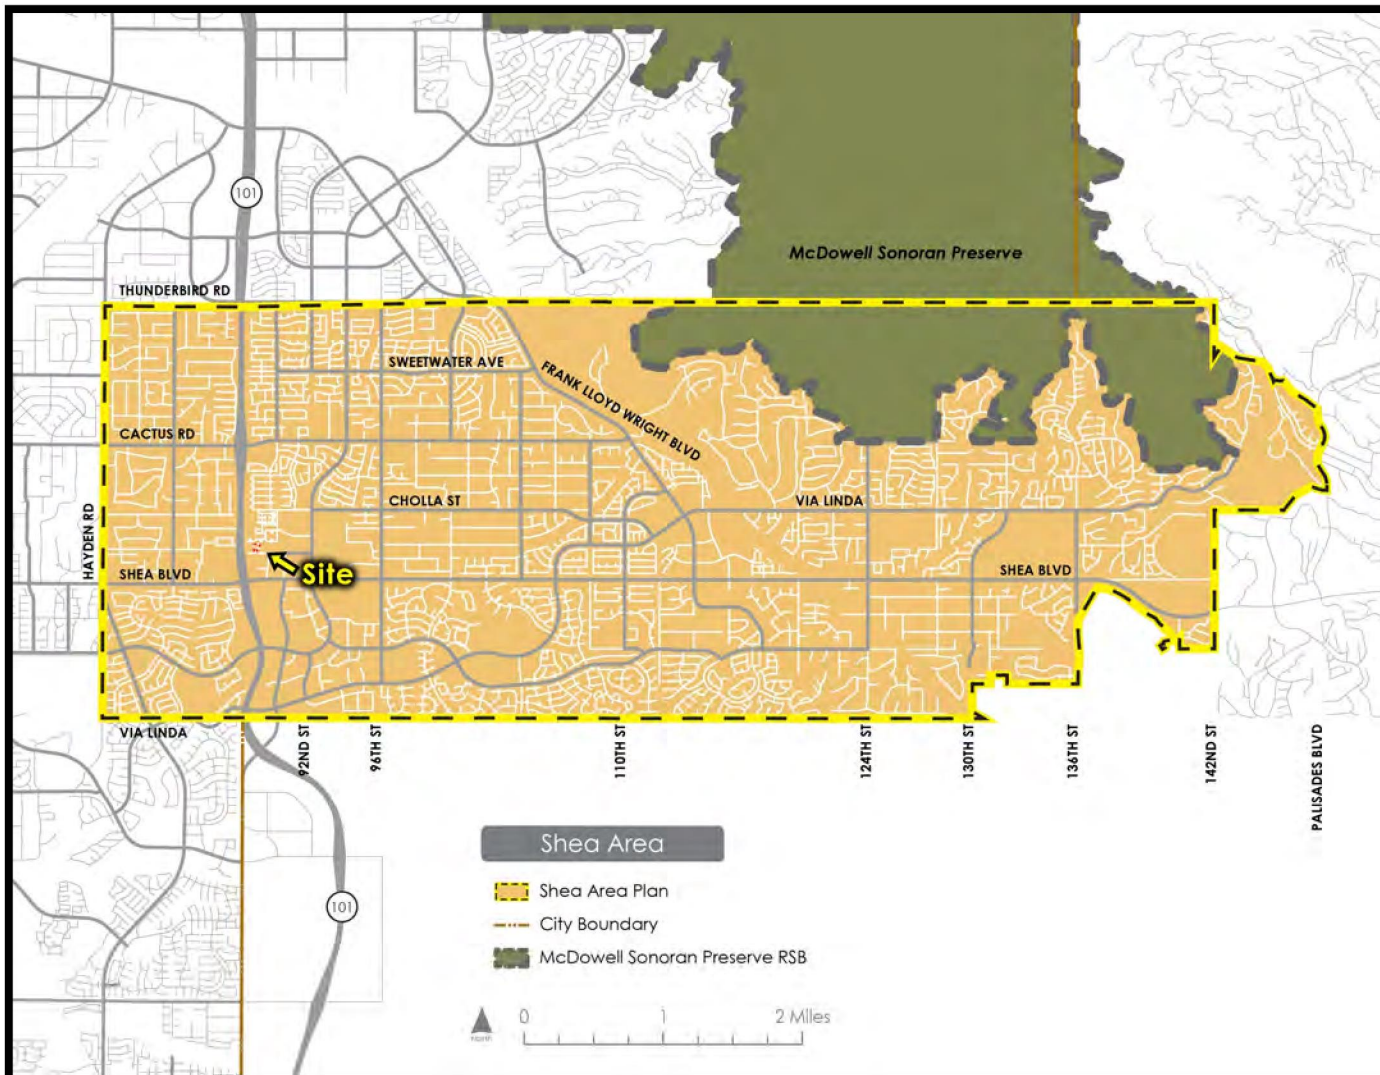 101
McDowell Sonoran Preserve
THUNDERBIRD RD
SWEETWATER AVE
FRANK LLOYD WRIGHT BLVD
CACTUS RD
CHOLLA ST
VIA LINDA
HAYDEN RD
Site
SHEA BLVD
SHEA BLVD
VIA LINDA
92ND ST
96TH ST
110TH ST
124TH ST
130TH ST
136TH ST
142ND ST
PALISADES BLVD
Shea Area
Shea Area Plan
101
City Boundary
McDowell Sonoran Preserve RSB
0 1 2 Miles
North